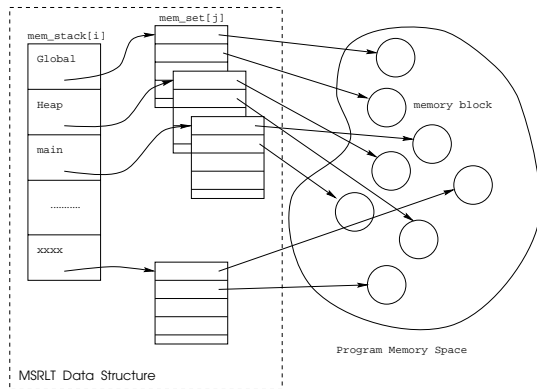 mem_set[j]
mem_stack[i]
Global
Heap
memory block
main
...........
xxxx
Program Memory Space
MSRLT Data Structure